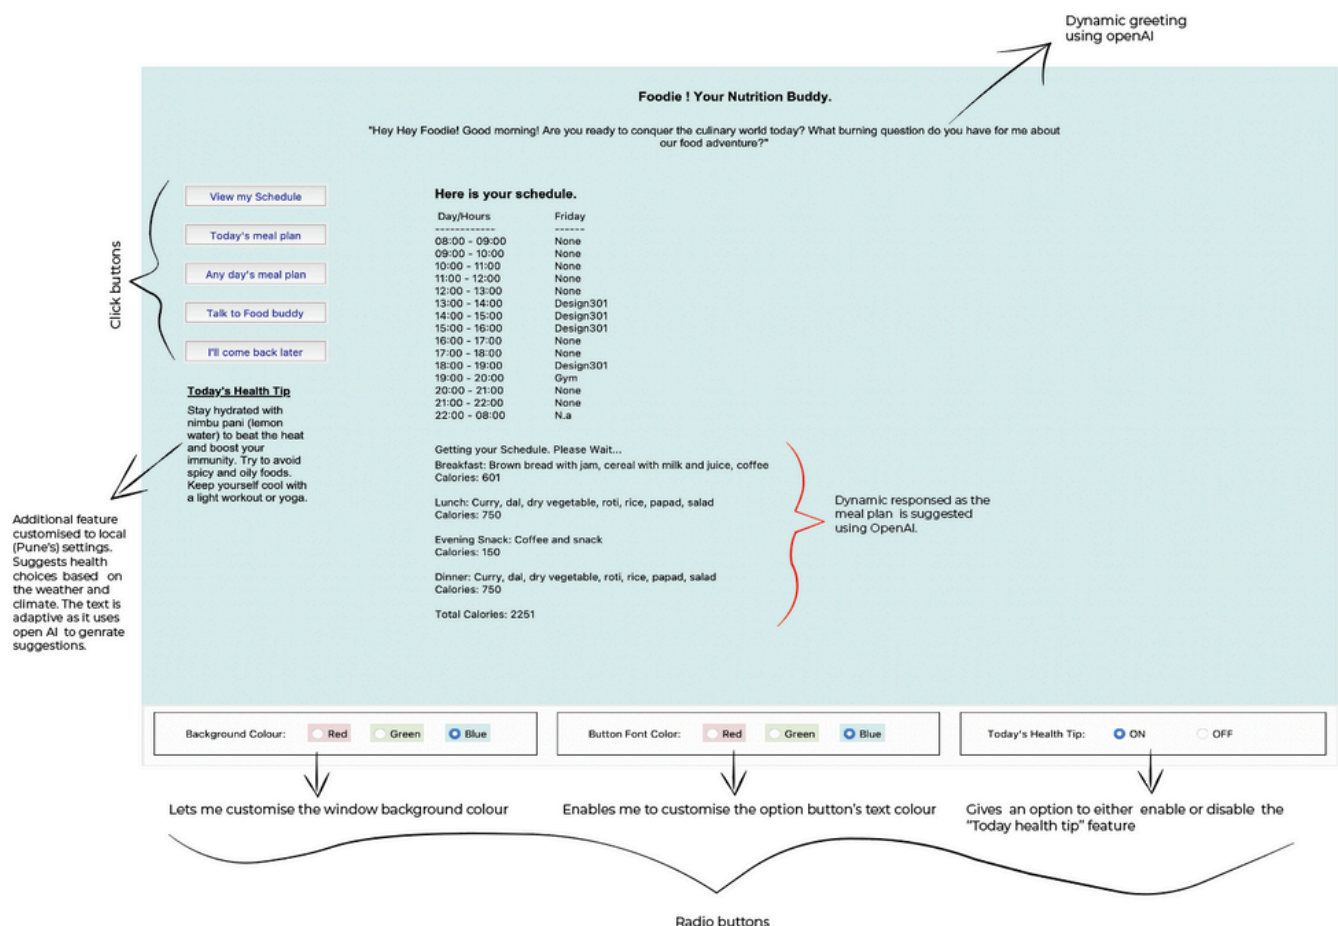 Dynamic greeting
using openAI
Foodie ! Your Nutrition Buddy.
"Hey Hey Foodie! Good morning! Are you ready to conquer the culinary world today? What burning question do you have for me about
our food adventure?"
Click buttons
View my Schedule
Today's meal plan
Any day's meal plan
Talk to Food buddy
I'll come back later
Today's Health Tip
Stay hydrated with
nimbu pani (lemon
water) to beat the heat
and boost your
immunity. Try to avoid
spicy and oily foods.
Keep yourself cool with
a light workout or yoga.
Additional feature
customised to local
(Pune's) settings.
Suggests health
choices based on
the weather and
climate. The text is
adaptive as it uses
open AI to genrate
suggestions.
Here is your schedule.
Day/Hours Friday
------------ ------
08:00 - 09:00 None
09:00 - 10:00 None
10:00 - 11:00 None
11:00 - 12:00 None
12:00 - 13:00 None
13:00 - 14:00 Design301
14:00 - 15:00 Design301
15:00 - 16:00 Design301
16:00 - 17:00 None
17:00 - 18:00 None
18:00 - 19:00 Design301
19:00 - 20:00 Gym
20:00 - 21:00 None
21:00 - 22:00 None
22:00 - 08:00 N.a
Getting your Schedule. Please Wait...
Breakfast: Brown bread with jam, cereal with milk and juice, coffee
Calories: 601
Lunch: Curry, dal, dry vegetable, roti, rice, papad, salad
Calories: 750
Evening Snack: Coffee and snack
Calories: 150
Dinner: Curry, dal, dry vegetable, roti, rice, papad, salad
Calories: 750
Total Calories: 2251
Dynamic responsed as the
meal plan is suggested
using OpenAI.
Background Colour: Red Green Blue
Button Font Color: Red Green Blue
Today's Health Tip: ON OFF
Lets me customise the window background colour
Enables me to customise the option button's text colour
Gives an option to either enable or disable the
"Today health tip" feature
Radio buttons